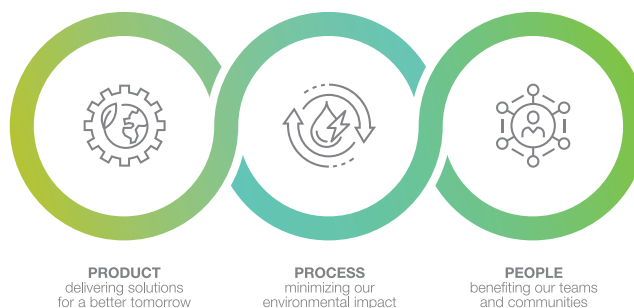 PRODUCT
delivering solutions
for a better tomorrow
PROCESS
minimizing our
environmental impact
PEOPLE
benefiting our teams
and communities